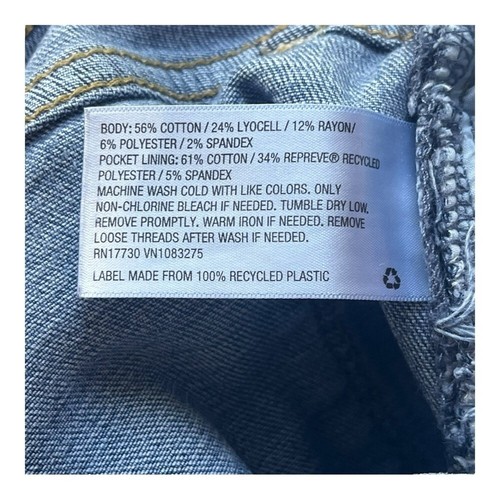 BODY: 56% COTTON / 24% LYOCELL / 12% RAYON/
6% POLYESTER / 2% SPANDEX
POCKET LINING: 61% COTTON / 34% REPREVE® RECYCLED
POLYESTER / 5% SPANDEX
MACHINE WASH COLD WITH LIKE COLORS. ONLY
NON-CHLORINE BLEACH IF NEEDED. TUMBLE DRY LOW.
REMOVE PROMPTLY. WARM IRON IF NEEDED. REMOVE
LOOSE THREADS AFTER WASH IF NEEDED.
RN17730 VN1083275
LABEL MADE FROM 100% RECYCLED PLASTIC